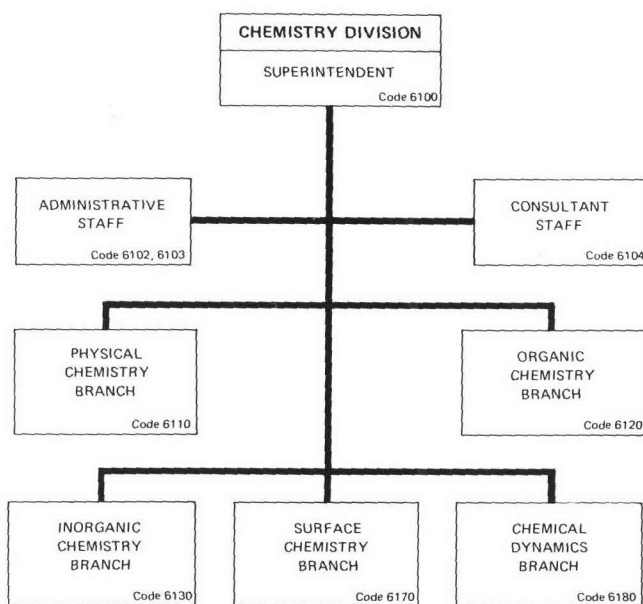 CHEMISTRY DIVISION
SUPERINTENDENT
Code 6100
ADMINISTRATIVE
STAFF
Code 6102, 6103
CONSULTANT
STAFF
Code 6104
PHYSICAL
CHEMISTRY
BRANCH
Code 6110
ORGANIC
CHEMISTRY
BRANCH
Code 6120
INORGANIC
CHEMISTRY
BRANCH
Code 6130
SURFACE
CHEMISTRY
BRANCH
Code 6170
CHEMICAL
DYNAMICS
BRANCH
Code 6180